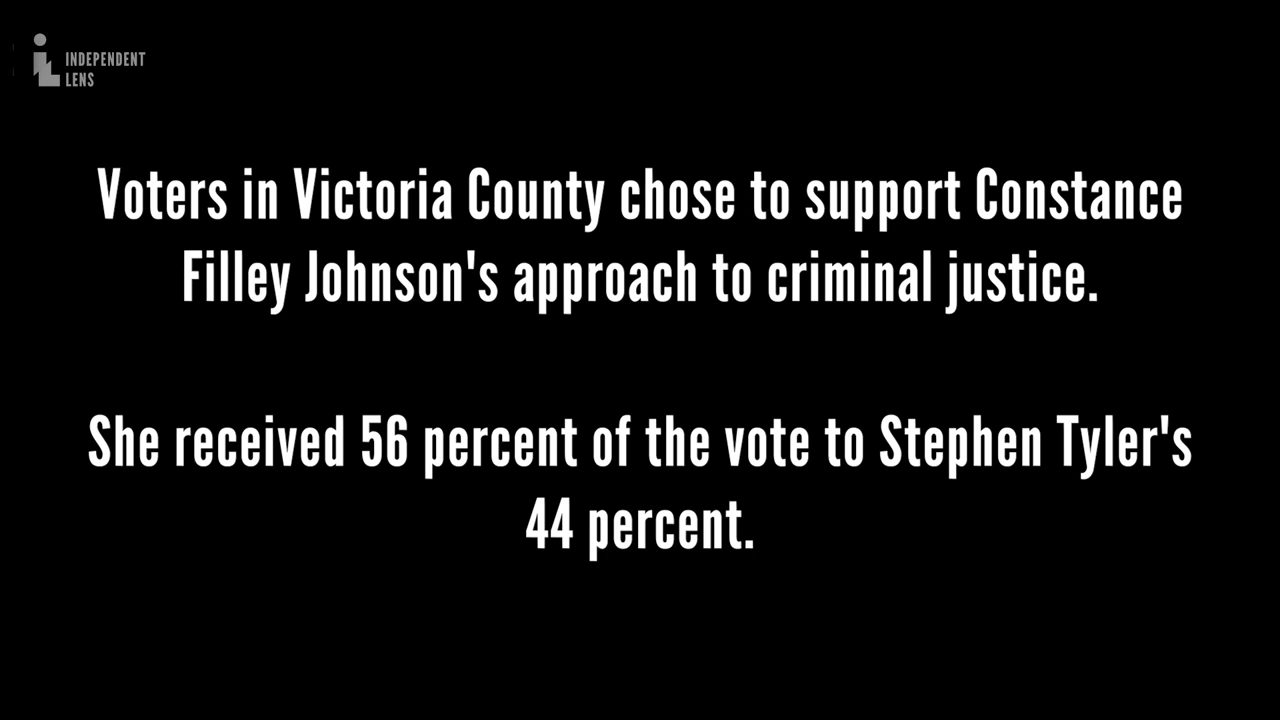 INDEPENDENT
LENS
Voters in Victoria County chose to support Constance
Filley Johnson's approach to criminal justice.
She received 56 percent of the vote to Stephen Tyler's
44 percent.